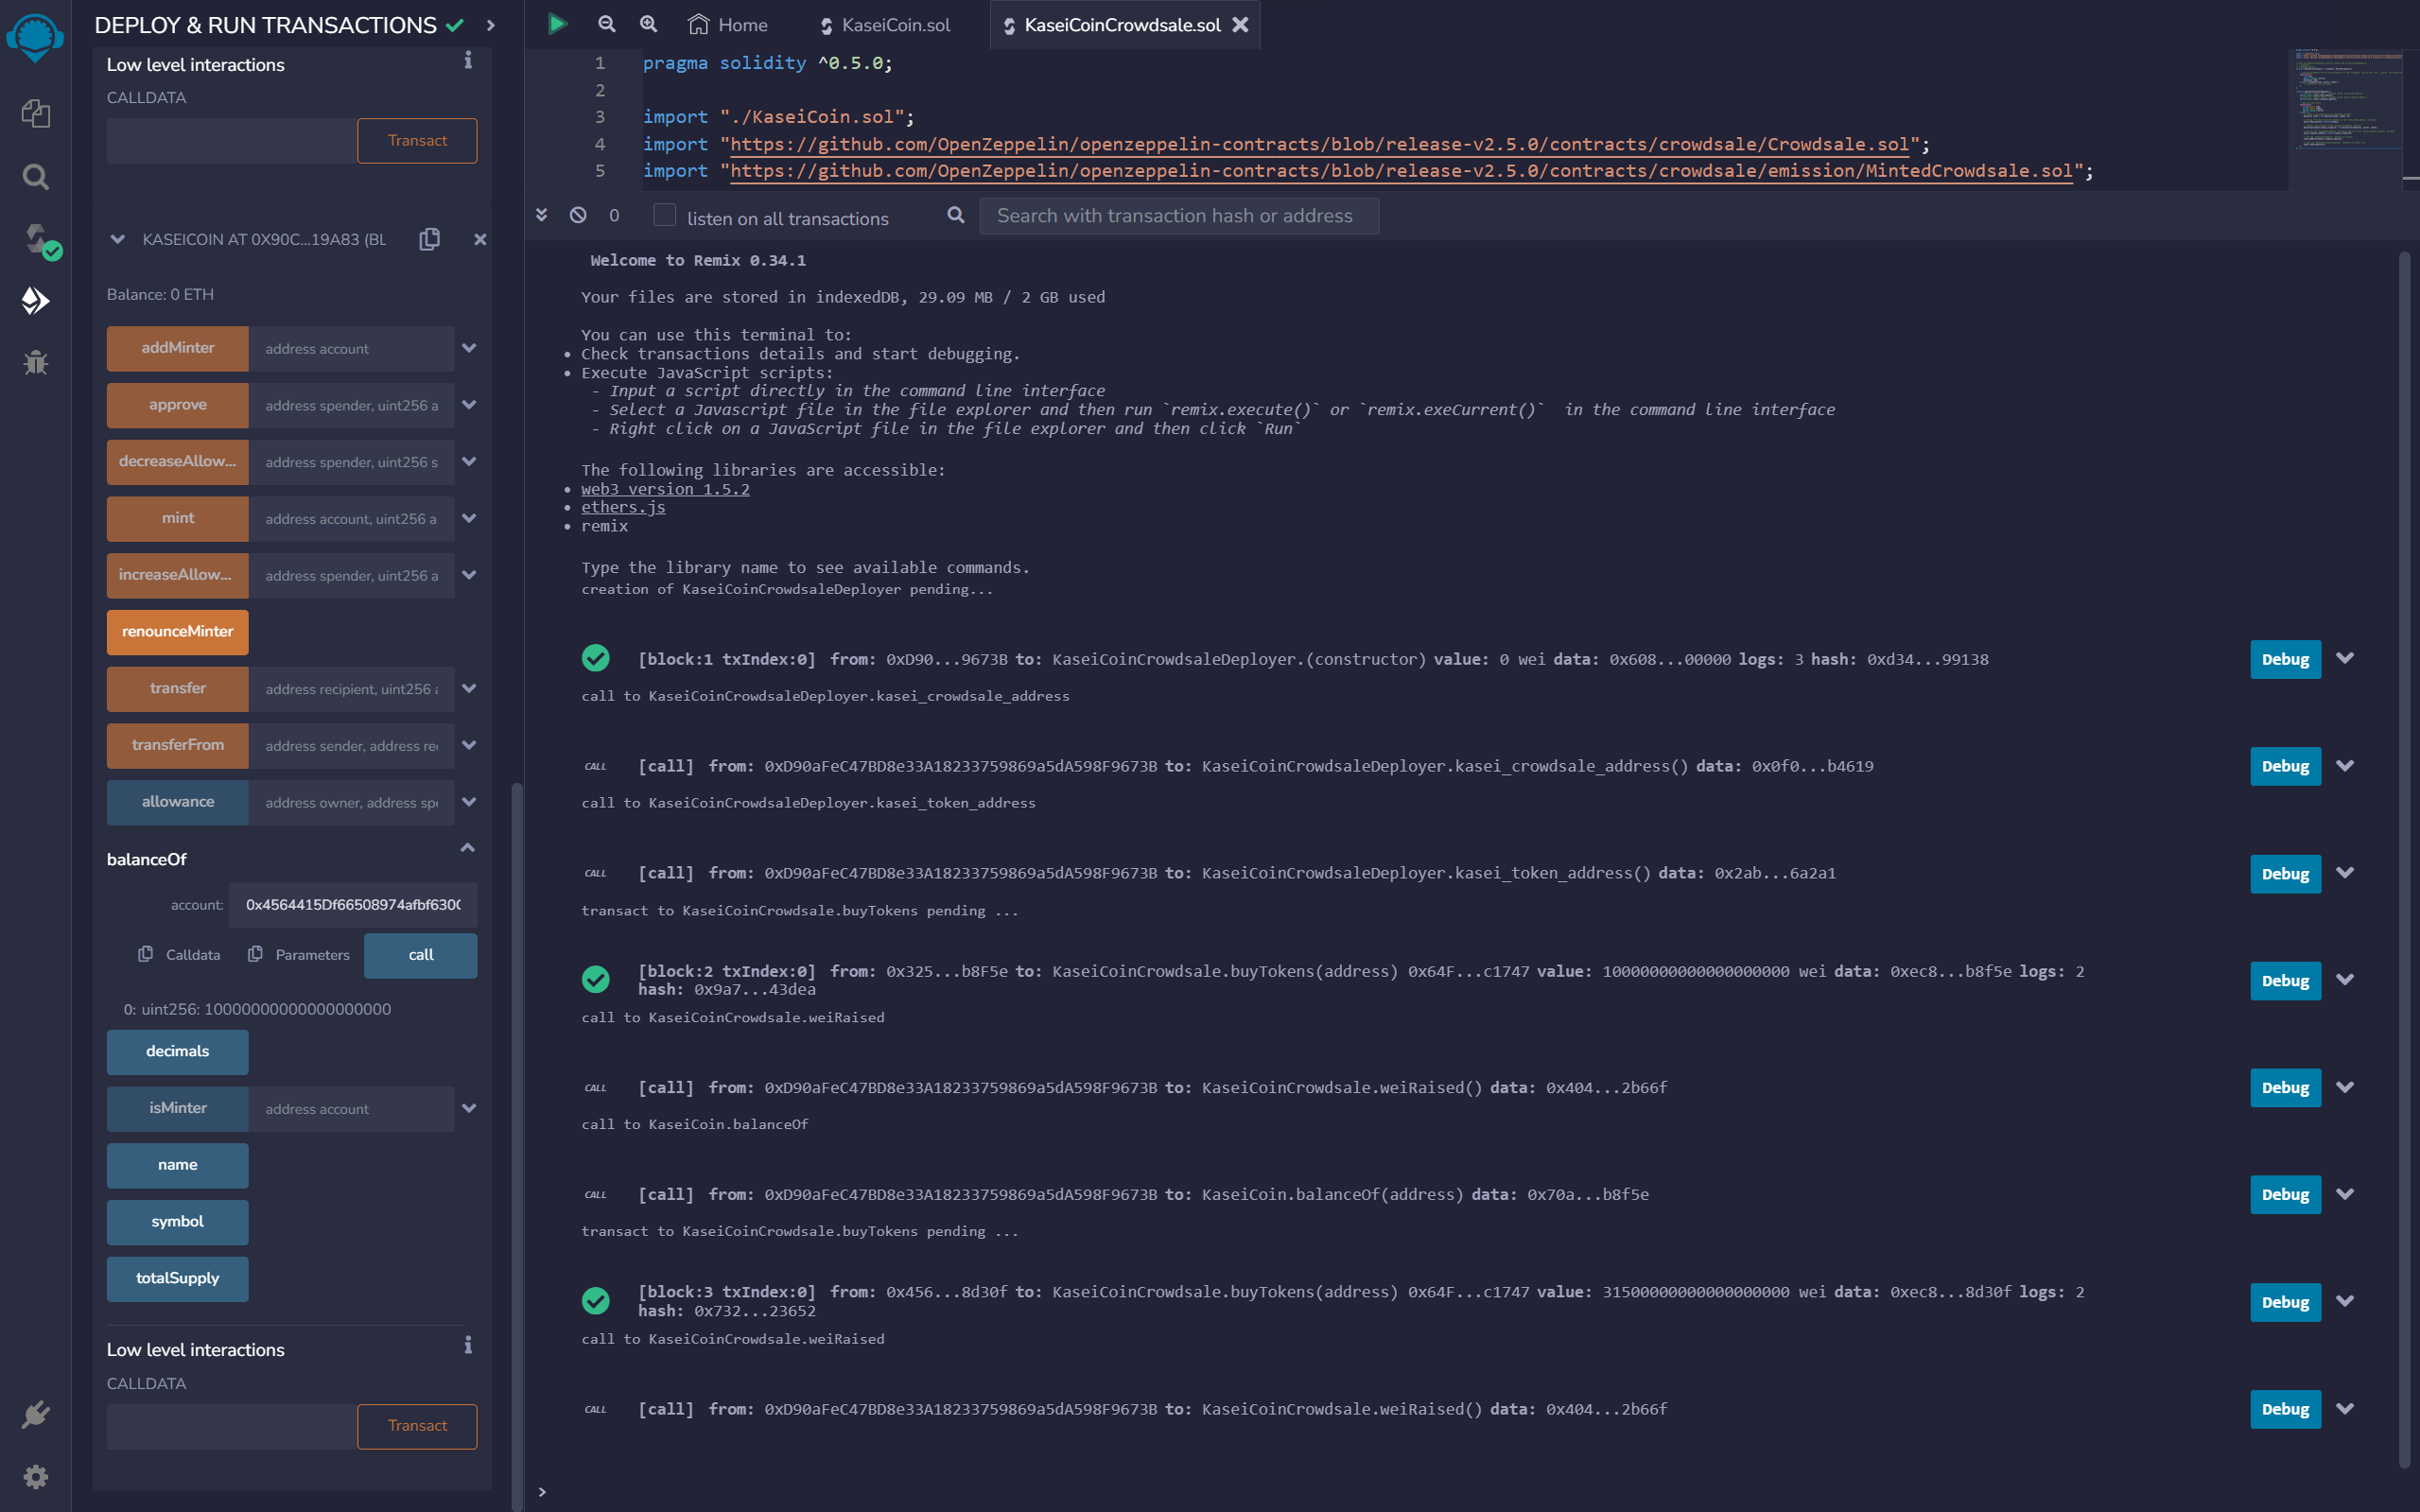 DEPLOY & RUN TRANSACTIONS
Low level interactions
CALLDATA
Transact
KASEICOIN AT 0X90C...19A83 (BL
Balance: 0 ETH
addMinter address account
approve address spender, uint256 a
decreaseAllow... address spender, uint256 s
mint address account, uint256 a
increaseAllow... address spender, uint256 a
renounceMinter
transfer address recipient, uint256
transferFrom address sender, address re
allowance address owner, address sp
balanceOf
account: 0x4564415Df66508974afbf630
Calldata Parameters call
0: uint256: 10000000000000000000
decimals
isMinter address account
name
symbol
totalSupply
Low level interactions
CALLDATA
Transact
Home KaseiCoin.sol KaseiCoinCrowdsale.sol
1 pragma solidity ^0.5.0;
2
3 import "./KaseiCoin.sol";
4 import "https://github.com/OpenZeppelin/openzeppelin-contracts/blob/release-v2.5.0/contracts/crowdsale/Crowdsale.sol";
5 import "https://github.com/OpenZeppelin/openzeppelin-contracts/blob/release-v2.5.0/contracts/crowdsale/emission/MintedCrowdsale.sol";
0 listen on all transactions Search with transaction hash or address
Welcome to Remix 0.34.1
Your files are stored in indexedDB, 29.09 MB / 2 GB used
You can use this terminal to:
• Check transactions details and start debugging.
• Execute JavaScript scripts:
- Input a script directly in the command line interface
- Select a Javascript file in the file explorer and then run `remix.execute()` or `remix.exeCurrent()` in the command line interface
- Right click on a JavaScript file in the file explorer and then click `Run`
The following libraries are accessible:
• web3 version 1.5.2
• ethers.js
• remix
Type the library name to see available commands.
creation of KaseiCoinCrowdsaleDeployer pending...
[block:1 txIndex:0] from: 0xD90...9673B to: KaseiCoinCrowdsaleDeployer.(constructor) value: 0 wei data: 0x608...00000 logs: 3 hash: 0xd34...99138 Debug
call to KaseiCoinCrowdsaleDeployer.kasei_crowdsale_address
CALL [call] from: 0xD90aFeC47BD8e33A18233759869a5dA598F9673B to: KaseiCoinCrowdsaleDeployer.kasei_crowdsale_address() data: 0x0f0...b4619 Debug
call to KaseiCoinCrowdsaleDeployer.kasei_token_address
CALL [call] from: 0xD90aFeC47BD8e33A18233759869a5dA598F9673B to: KaseiCoinCrowdsaleDeployer.kasei_token_address() data: 0x2ab...6a2a1 Debug
transact to KaseiCoinCrowdsale.buyTokens pending ...
[block:2 txIndex:0] from: 0x325...b8F5e to: KaseiCoinCrowdsale.buyTokens(address) 0x64F...c1747 value: 10000000000000000000 wei data: 0xec8...b8f5e logs: 2 Debug
hash: 0x9a7...43dea
call to KaseiCoinCrowdsale.weiRaised
CALL [call] from: 0xD90aFeC47BD8e33A18233759869a5dA598F9673B to: KaseiCoinCrowdsale.weiRaised() data: 0x404...2b66f Debug
call to KaseiCoin.balanceOf
CALL [call] from: 0xD90aFeC47BD8e33A18233759869a5dA598F9673B to: KaseiCoin.balanceOf(address) data: 0x70a...b8f5e Debug
transact to KaseiCoinCrowdsale.buyTokens pending ...
[block:3 txIndex:0] from: 0x456...8d30f to: KaseiCoinCrowdsale.buyTokens(address) 0x64F...c1747 value: 31500000000000000000 wei data: 0xec8...8d30f logs: 2 Debug
hash: 0x732...23652
call to KaseiCoinCrowdsale.weiRaised
CALL [call] from: 0xD90aFeC47BD8e33A18233759869a5dA598F9673B to: KaseiCoinCrowdsale.weiRaised() data: 0x404...2b66f Debug
>